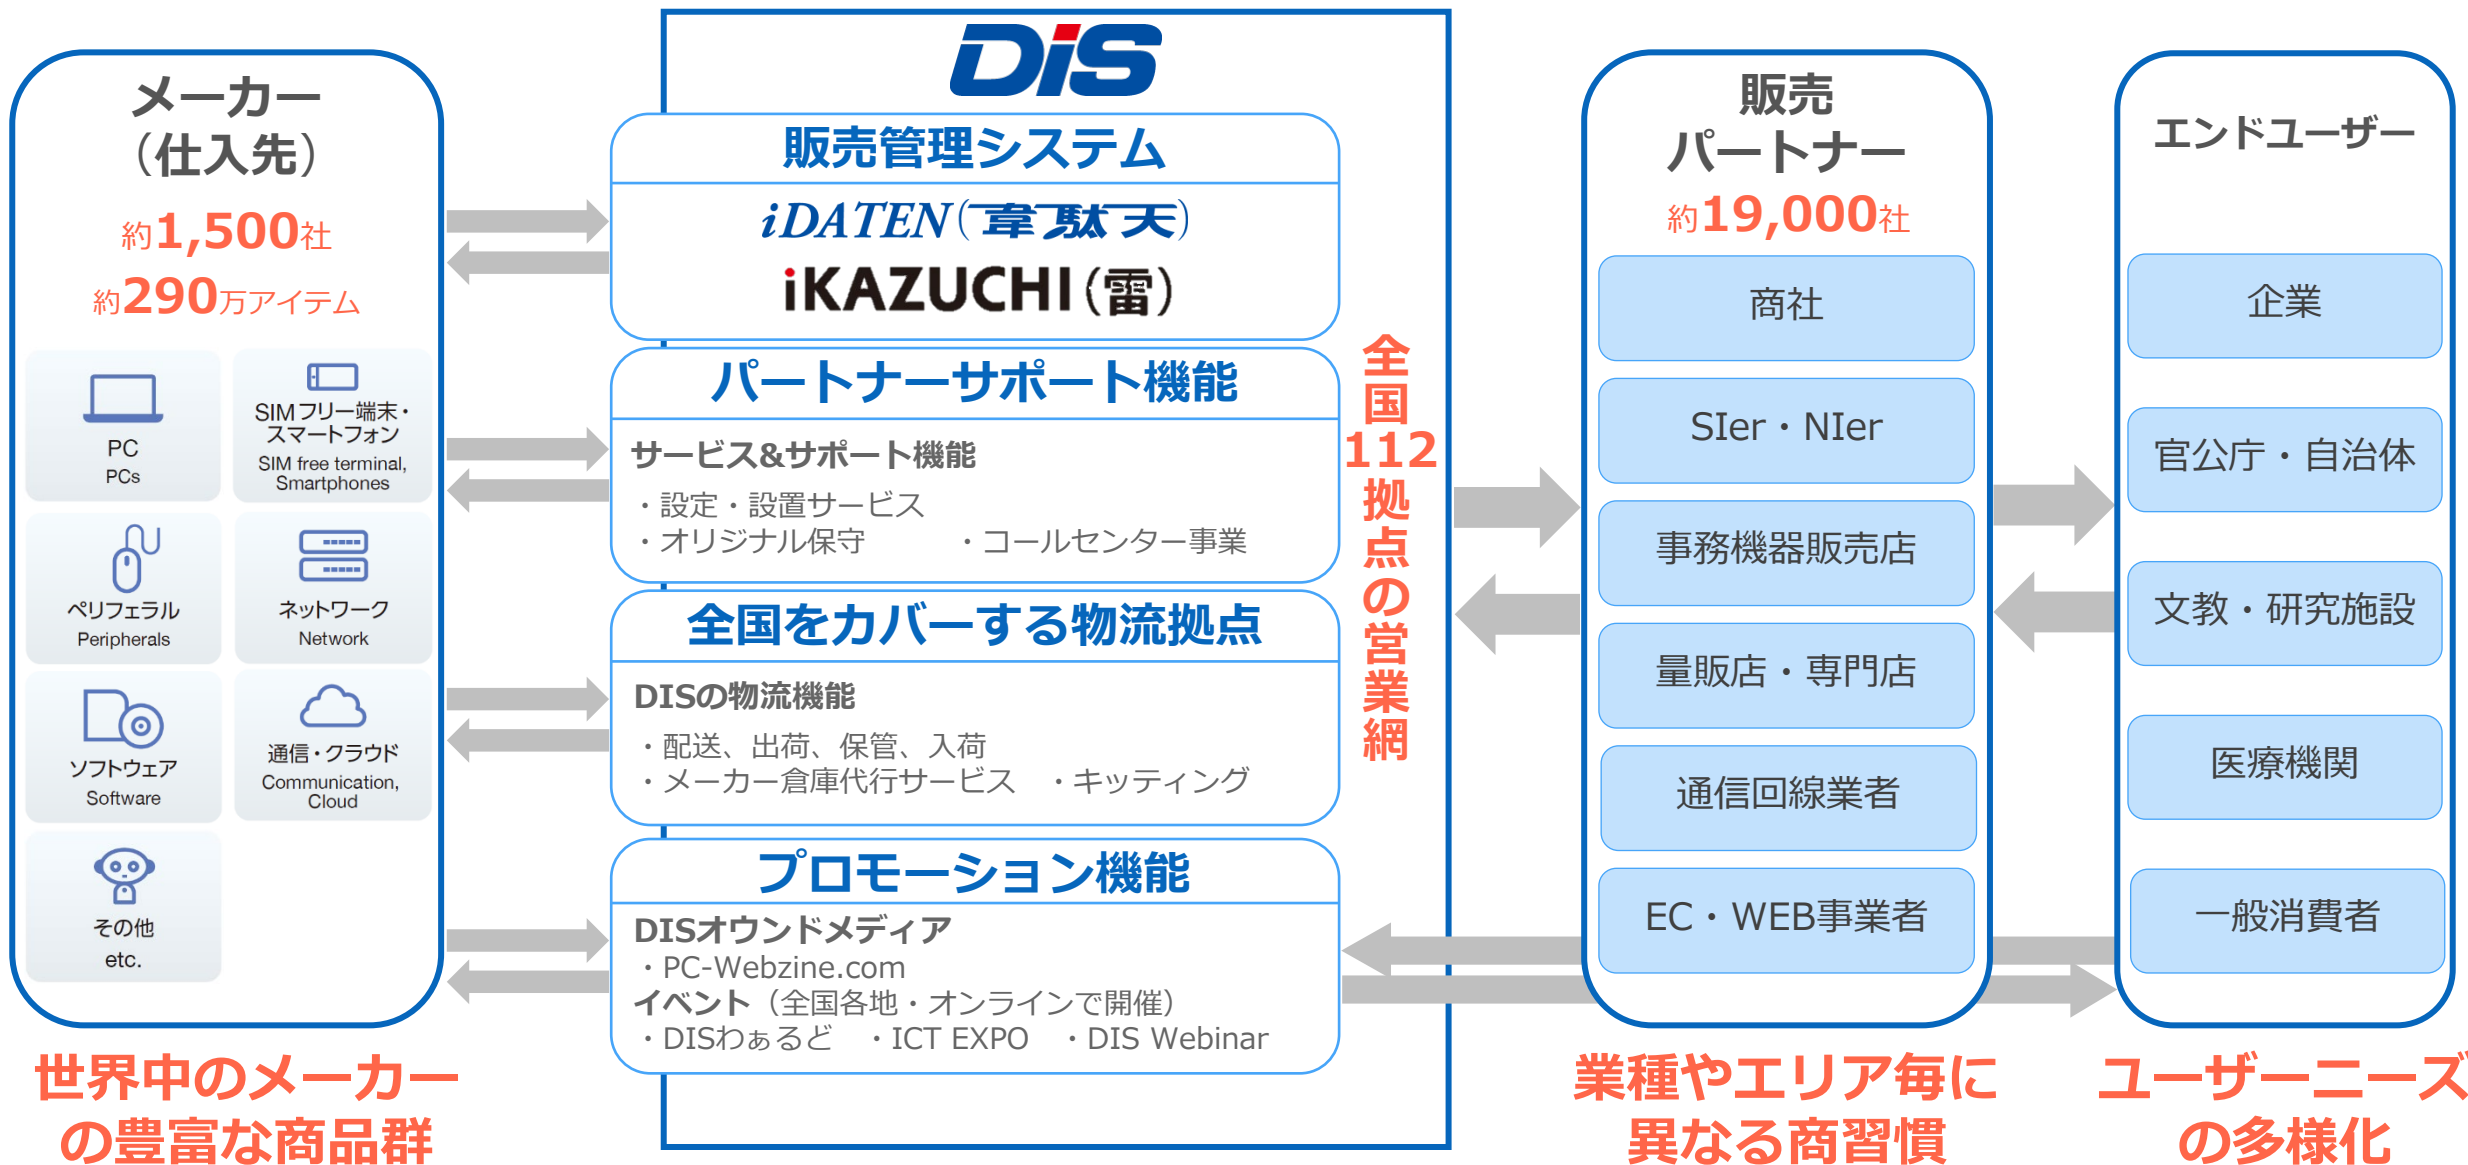 メーカー
（仕入先）
約1,500社
約290万アイテム
PC
PCs
SIMフリー端末・
スマートフォン
SIM free terminal,
Smartphones
ペリフェラル
Peripherals
ネットワーク
Network
ソフトウェア
Software
通信・クラウド
Communication,
Cloud
その他
etc.
世界中のメーカー
の豊富な商品群
DiS
販売管理システム
iDATEN(韋駄天)
iKAZUCHI(雷)
パートナーサポート機能
サービス&サポート機能
・設定・設置サービス
・オリジナル保守　・コールセンター事業
全国をカバーする物流拠点
DISの物流機能
・配送、出荷、保管、入荷
・メーカー倉庫代行サービス　・キッティング
プロモーション機能
DISオウンドメディア
・PC-Webzine.com
イベント（全国各地・オンラインで開催）
・DISわぁるど　・ICT EXPO　・DIS Webinar
全国112拠点の営業網
販売
パートナー
約19,000社
商社
SIer・NIer
事務機器販売店
量販店・専門店
通信回線業者
EC・WEB事業者
業種やエリア毎に
異なる商習慣
エンドユーザー
企業
官公庁・自治体
文教・研究施設
医療機関
一般消費者
ユーザーニーズ
の多様化